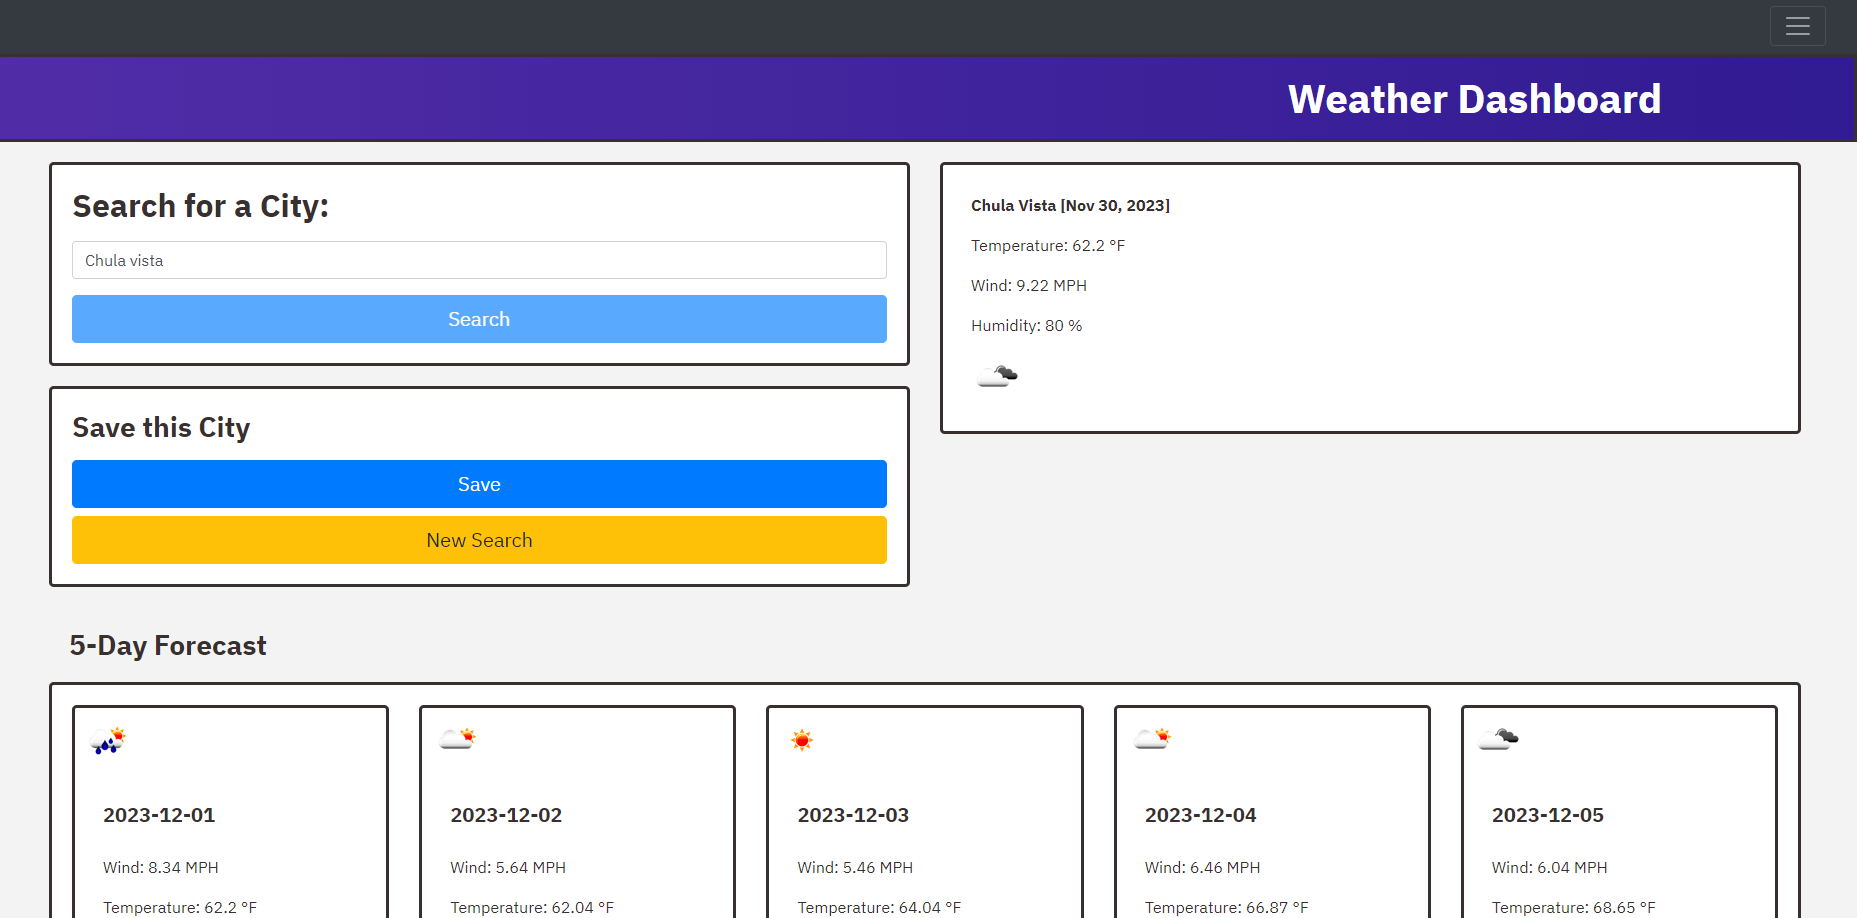 Weather Dashboard
Search for a City:
Chula vista
Search
Save this City
Save
New Search
Chula Vista [Nov 30, 2023]
Temperature: 62.2 °F
Wind: 9.22 MPH
Humidity: 80 %
5-Day Forecast
2023-12-01
Wind: 8.34 MPH
Temperature: 62.2 °F
2023-12-02
Wind: 5.64 MPH
Temperature: 62.04 °F
2023-12-03
Wind: 5.46 MPH
Temperature: 64.04 °F
2023-12-04
Wind: 6.46 MPH
Temperature: 66.87 °F
2023-12-05
Wind: 6.04 MPH
Temperature: 68.65 °F